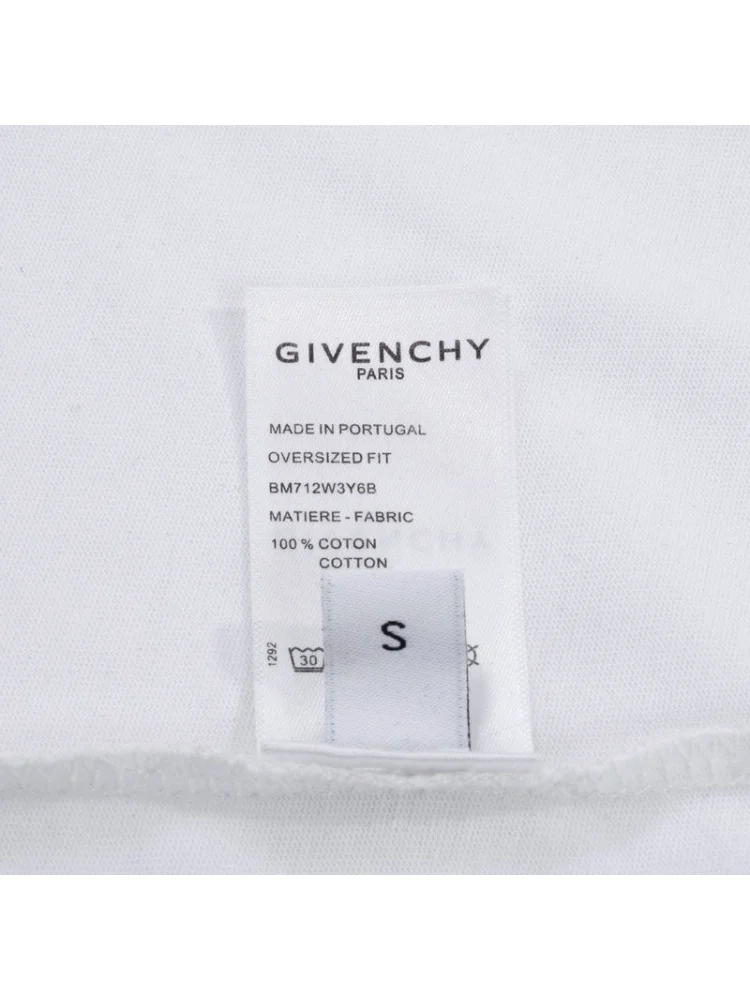 GIVENCHY
PARIS
MADE IN PORTUGAL
OVERSIZED FIT
BM712W3Y6B
MATIERE - FABRIC
100 % COTON
COTTON
S
1292
30